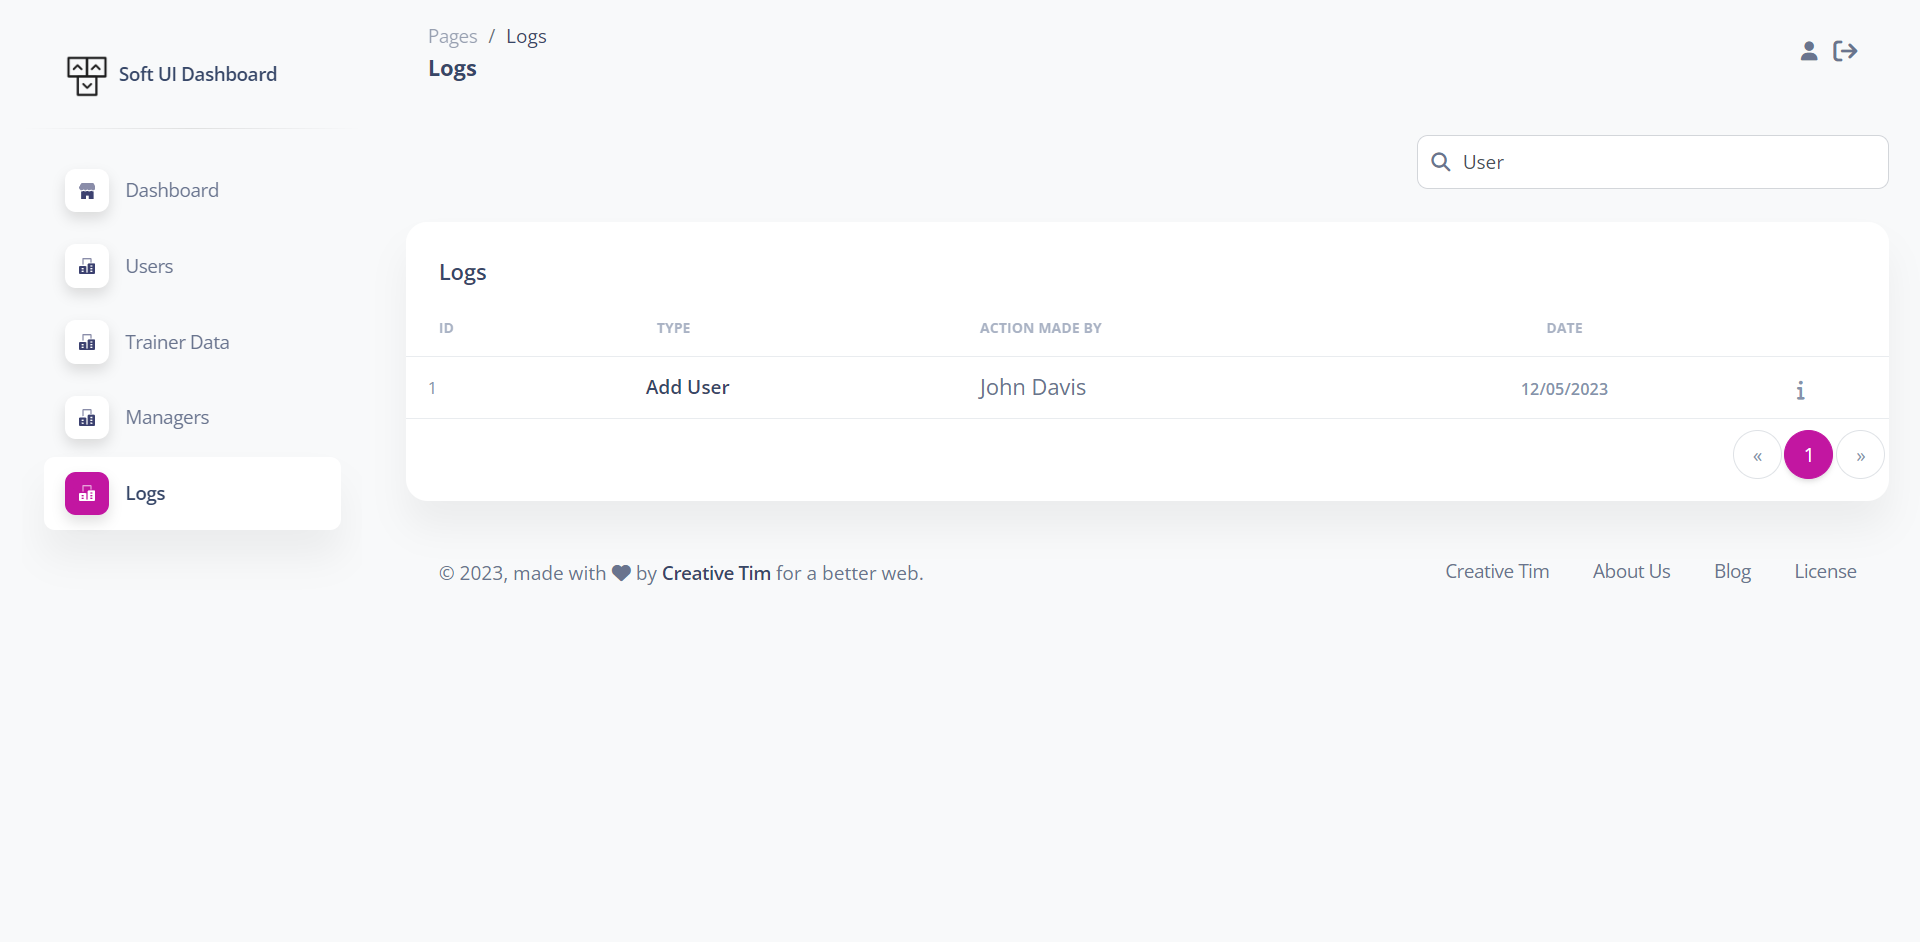 Soft UI Dashboard
Dashboard
Users
Trainer Data
Managers
Logs
Pages / Logs
Logs
User
Logs
ID TYPE ACTION MADE BY DATE
1 Add User John Davis 12/05/2023
« 1 »
© 2023, made with by Creative Tim for a better web.
Creative Tim About Us Blog License